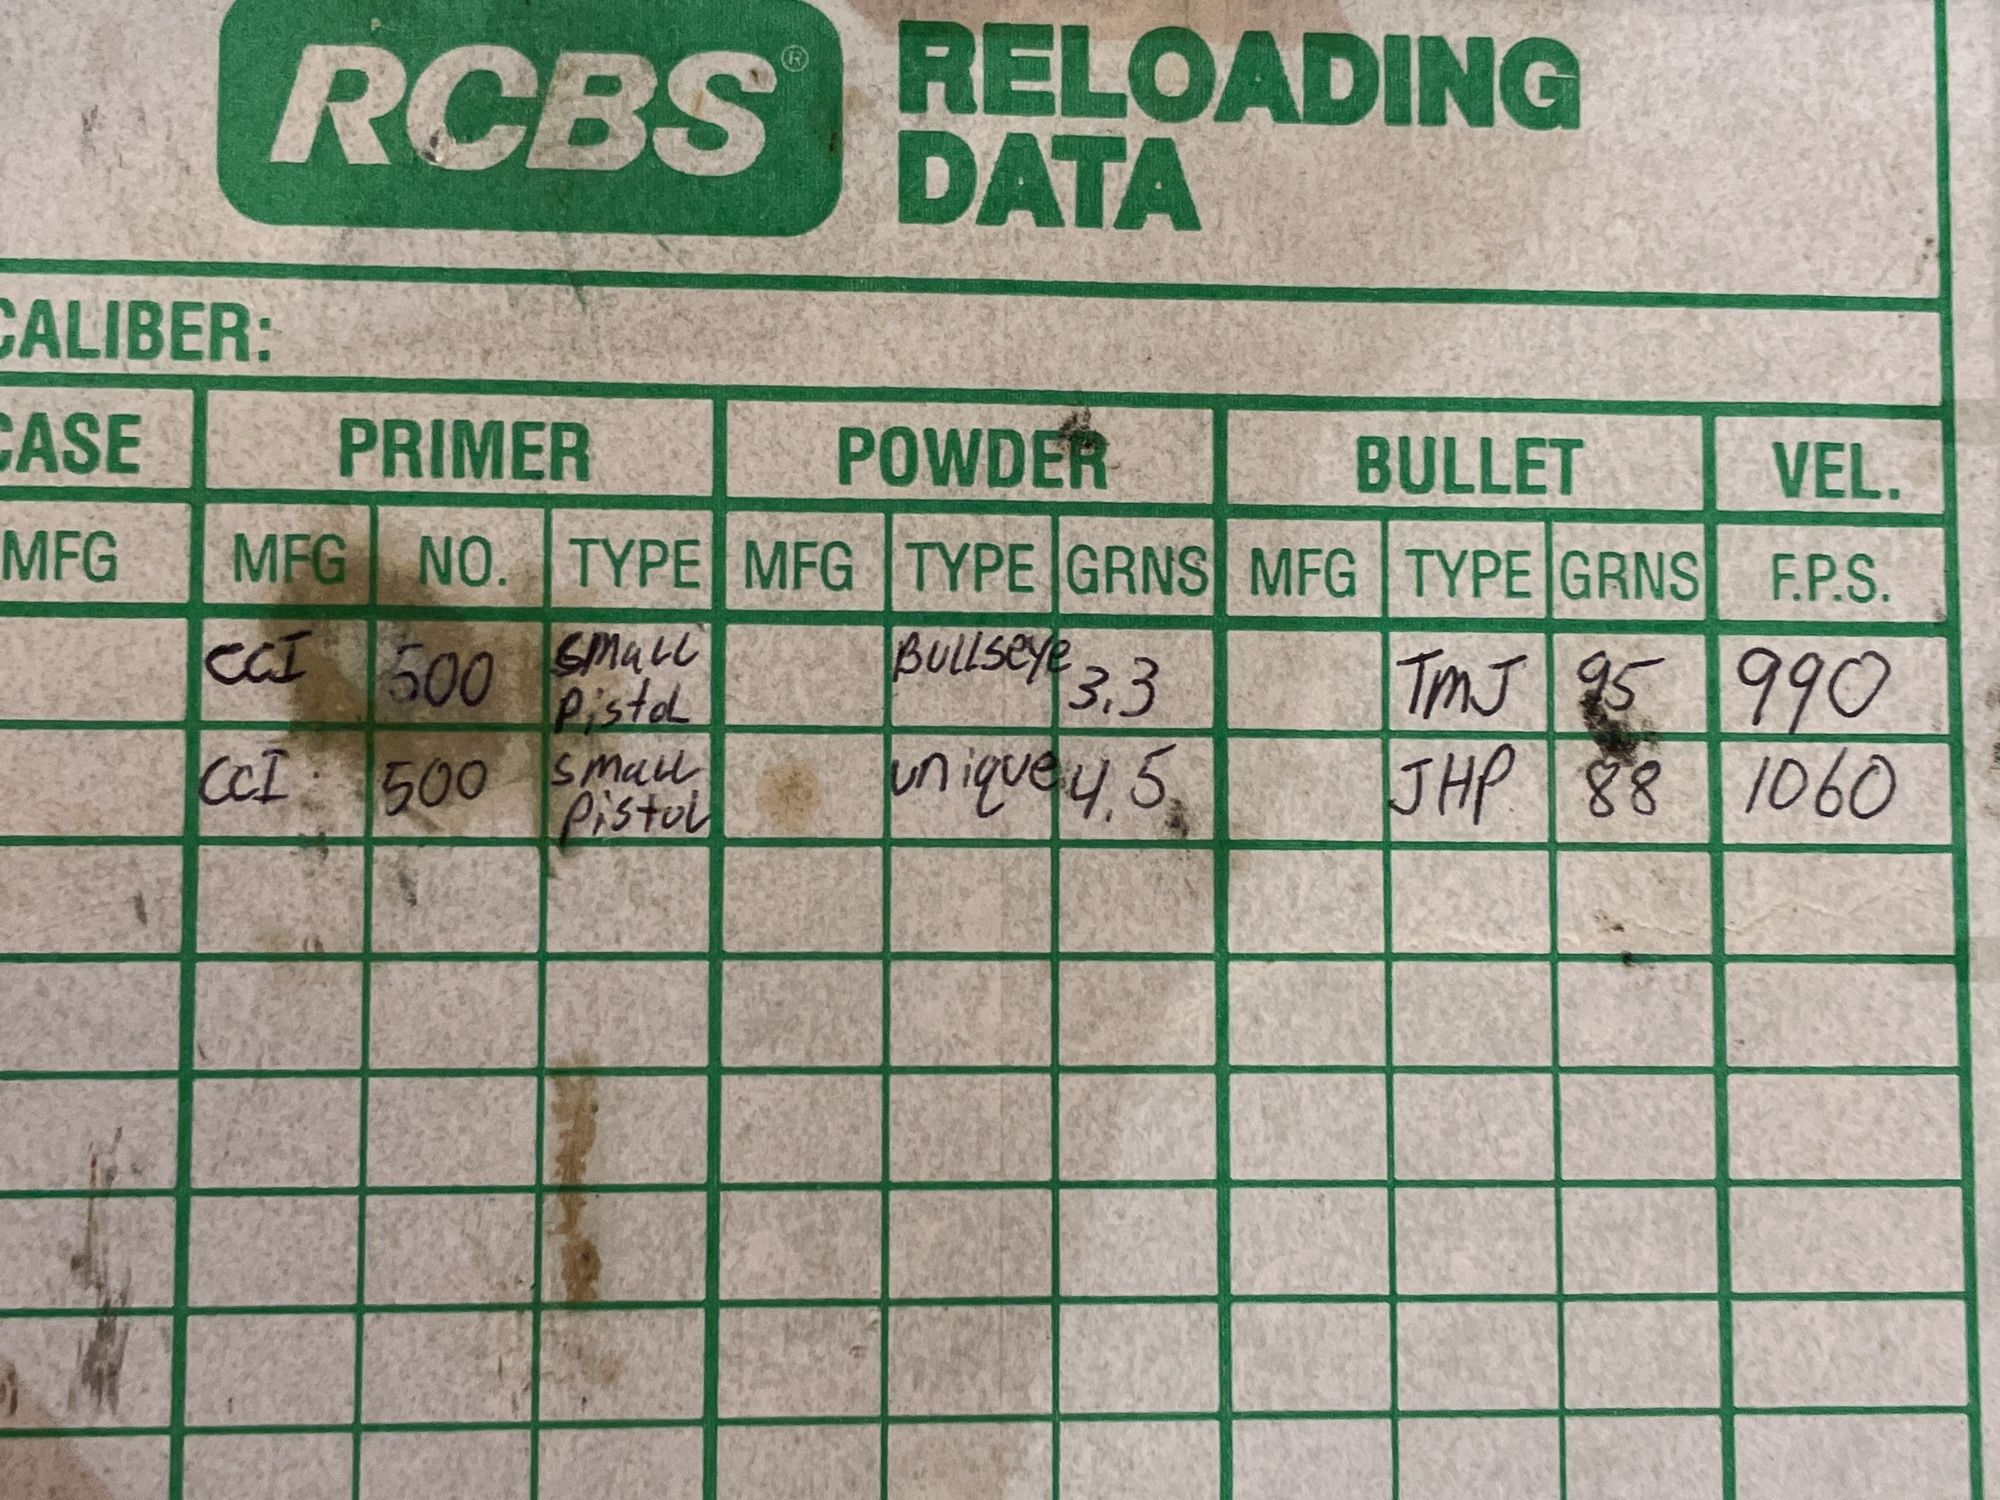 RCBS® RELOADING
DATA
CALIBER:
CASE PRIMER POWDER BULLET VEL.
MFG MFG NO. TYPE MFG TYPE GRNS MFG TYPE GRNS F.P.S.
CCI 500 small Bullseye 3.3 TMJ 95 990
pistol
CCI 500 small unique 4.5 JHP 88 1060
pistol